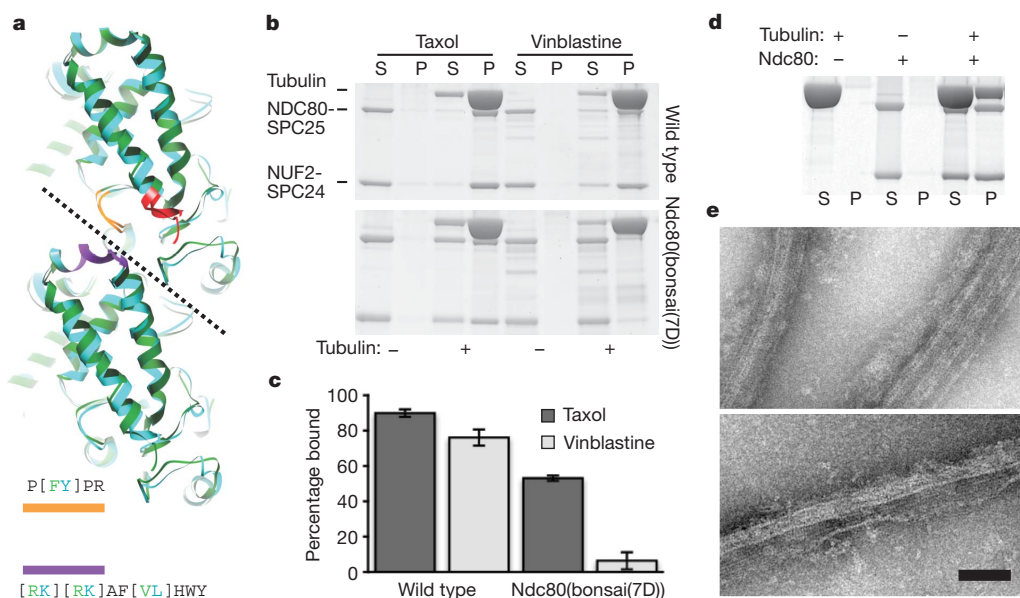 a
P[FY]PR
[RK][RK]AF[VL]HWY
b
Taxol Vinblastine
S P S P S P S P
Tubulin
NDC80-
SPC25
NUF2-
SPC24
Wild type
Ndc80(bonsai(7D))
Tubulin: – + – +
c
Percentage bound
100
80
60
40
20
0
Taxol
Vinblastine
Wild type Ndc80(bonsai(7D))
d
Tubulin: + – +
Ndc80: – + +
S P S P S P
e